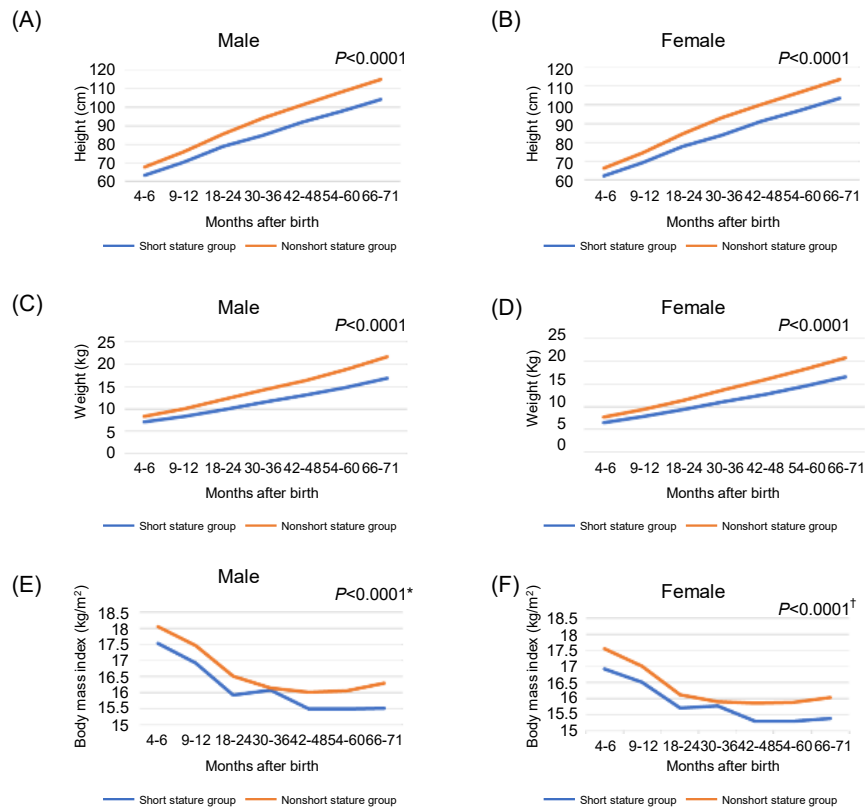 (A)
Male
P<0.0001
Height (cm)
120
110
100
90
80
70
60
4-6 9-12 18-24 30-36 42-48 54-60 66-71
Months after birth
Short stature group Nonshort stature group
(B)
Female
P<0.0001
Height (cm)
120
110
100
90
80
70
60
4-6 9-12 18-24 30-36 42-48 54-60 66-71
Months after birth
Short stature group Nonshort stature group
(C)
Male
P<0.0001
Weight (kg)
25
20
15
10
5
0
4-6 9-12 18-24 30-36 42-48 54-60 66-71
Months after birth
Short stature group Nonshort stature group
(D)
Female
P<0.0001
Weight (Kg)
25
20
15
10
5
0
4-6 9-12 18-24 30-36 42-48 54-60 66-71
Months after birth
Short stature group Nonshort stature group
(E)
Male
P<0.0001*
Body mass index (kg/m²)
18.5
18
17.5
17
16.5
16
15.5
15
4-6 9-12 18-24 30-36 42-48 54-60 66-71
Months after birth
Short stature group Nonshort stature group
(F)
Female
P<0.0001†
Body mass index (kg/m²)
18.5
18
17.5
17
16.5
16
15.5
15
4-6 9-12 18-24 30-36 42-48 54-60 66-71
Months after birth
Short stature group Nonshort stature group